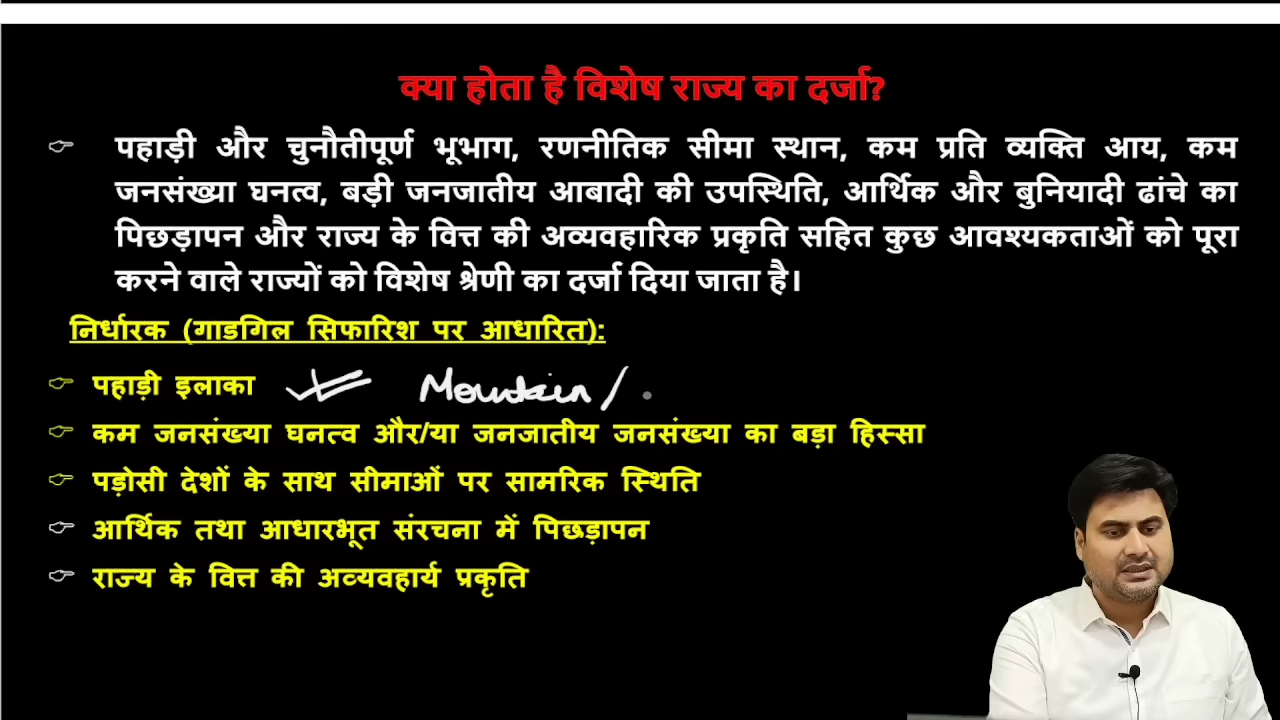 क्या होता है विशेष राज्य का दर्जा?
पहाड़ी और चुनौतीपूर्ण भूभाग, रणनीतिक सीमा स्थान, कम प्रति व्यक्ति आय, कम
जनसंख्या घनत्व, बड़ी जनजातीय आबादी की उपस्थिति, आर्थिक और बुनियादी ढांचे का
पिछड़ापन और राज्य के वित्त की अव्यवहारिक प्रकृति सहित कुछ आवश्यकताओं को पूरा
करने वाले राज्यों को विशेष श्रेणी का दर्जा दिया जाता है।
निर्धारक (गाडगिल सिफारिश पर आधारित):
पहाड़ी इलाका Mountain /
कम जनसंख्या घनत्व और/या जनजातीय जनसंख्या का बड़ा हिस्सा
पड़ोसी देशों के साथ सीमाओं पर सामरिक स्थिति
आर्थिक तथा आधारभूत संरचना में पिछड़ापन
राज्य के वित्त की अव्यवहार्य प्रकृति